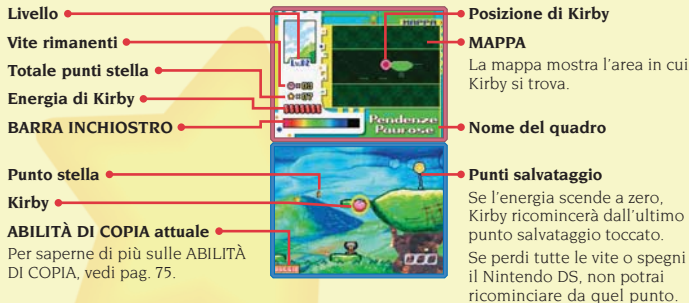 Livello
Vite rimanenti
Totale punti stella
Energia di Kirby
BARRA INCHIOSTRO
Punto stella
Kirby
ABILITÀ DI COPIA attuale
Per saperne di più sulle ABILITÀ
DI COPIA, vedi pag. 75.
MAPPA
Pendenze
Paurose
Posizione di Kirby
MAPPA
La mappa mostra l'area in cui
Kirby si trova.
Nome del quadro
Punti salvataggio
Se l'energia scende a zero,
Kirby ricomincerà dall'ultimo
punto salvataggio toccato.
Se perdi tutte le vite o spegni
il Nintendo DS, non potrai
ricominciare da quel punto.